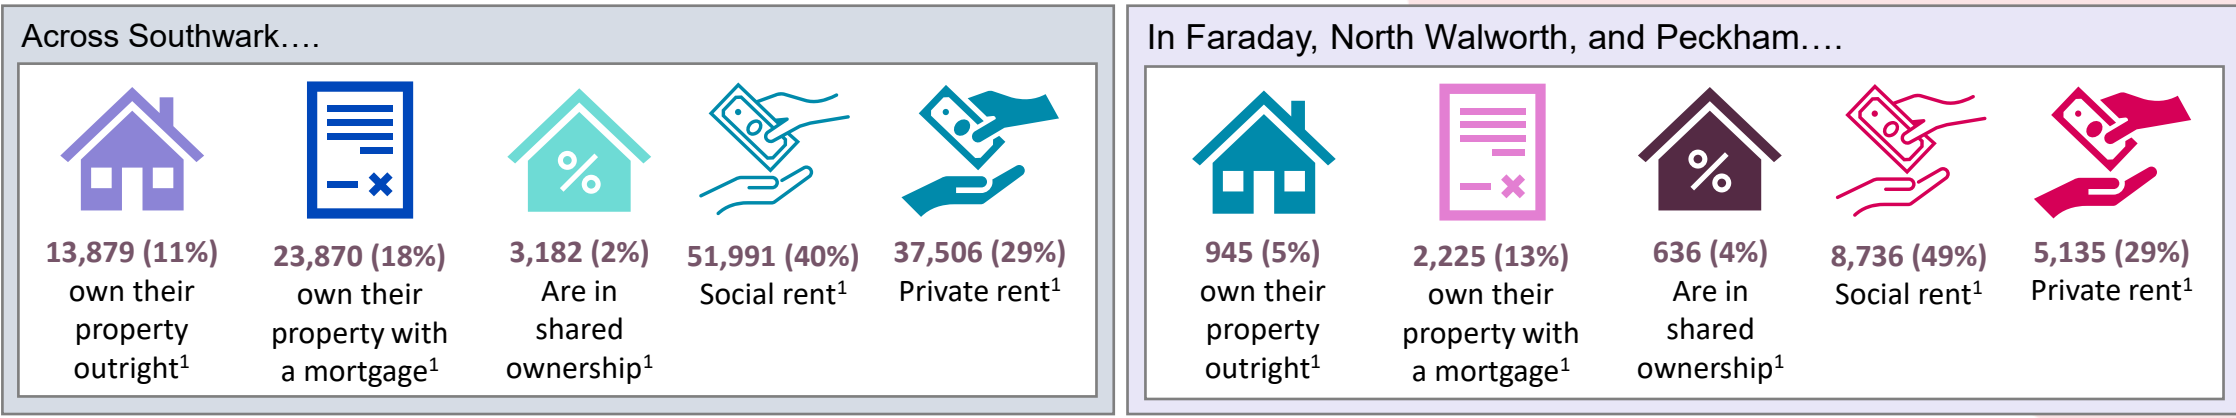 Across Southwark....
13,879 (11%)
own their
property
outright1
23,870 (18%)
own their
property with
a mortgage1
%
3,182 (2%)
Are in
shared
ownership1
51,991 (40%)
Social rent1
37,506 (29%)
Private rent1
In Faraday, North Walworth, and Peckham....
945 (5%)
own their
property
outright1
2,225 (13%)
own their
property with
a mortgage1
%
636 (4%)
Are in
shared
ownership1
8,736 (49%)
Social rent1
5,135 (29%)
Private rent1